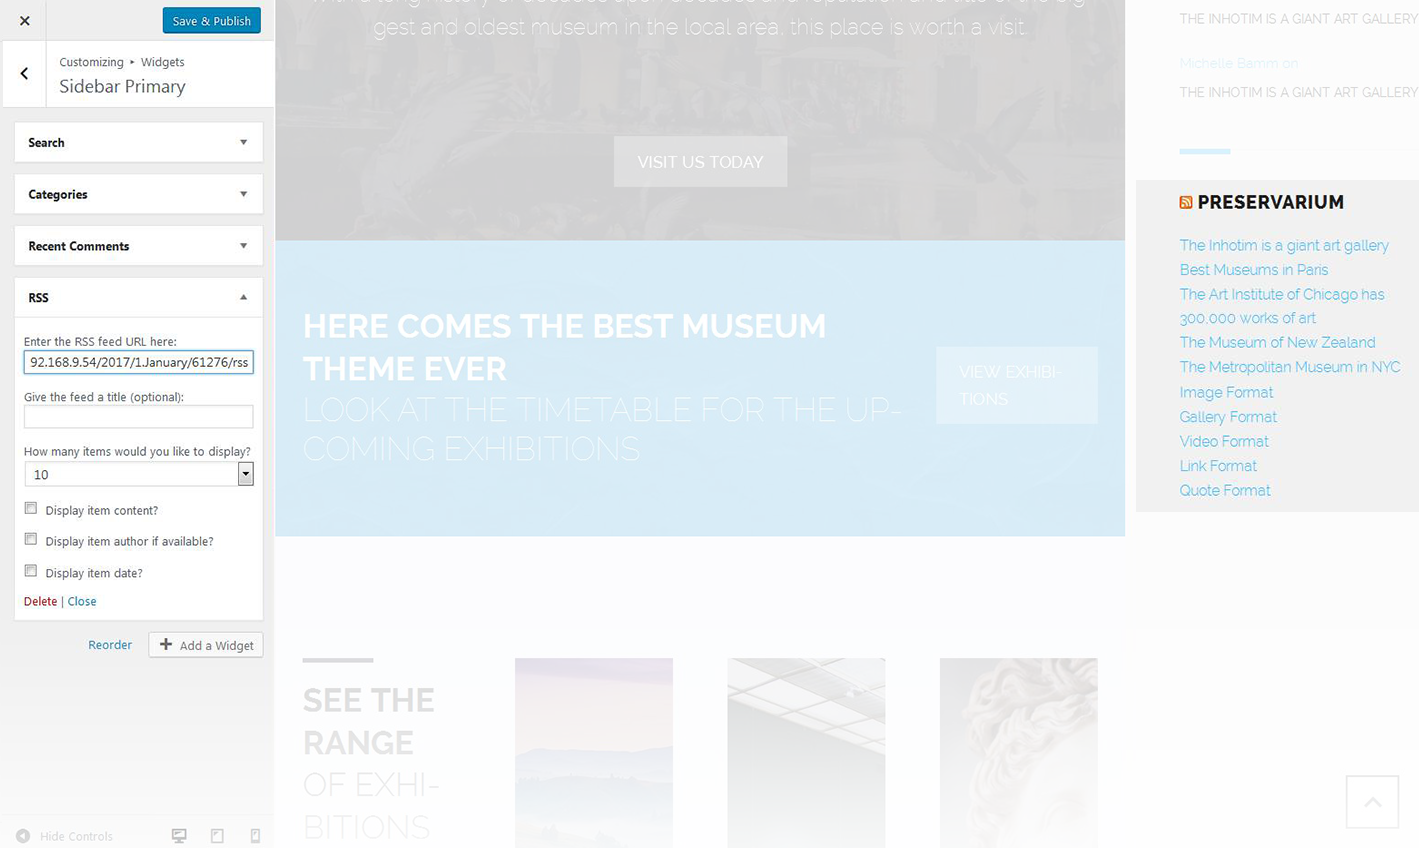 Save & Publish
Customizing ▸ Widgets
Sidebar Primary
Search
Categories
Recent Comments
RSS
Enter the RSS feed URL here:
92.168.9.54/2017/1.January/61276/rss
Give the feed a title (optional):
How many items would you like to display?
10
Display item content?
Display item author if available?
Display item date?
Delete | Close
Reorder
Add a Widget
Hide Controls
gest and oldest museum in the local area, this place is worth a visit.
VISIT US TODAY
HERE COMES THE BEST MUSEUM
THEME EVER
LOOK AT THE TIMETABLE FOR THE UP-
COMING EXHIBITIONS
VIEW EXHIBI-
TIONS
SEE THE
RANGE
OF EXHI-
BITIONS
THE INHOTIM IS A GIANT ART GALLERY
Michelle Bamm on
THE INHOTIM IS A GIANT ART GALLERY
PRESERVARIUM
The Inhotim is a giant art gallery
Best Museums in Paris
The Art Institute of Chicago has
300,000 works of art
The Museum of New Zealand
The Metropolitan Museum in NYC
Image Format
Gallery Format
Video Format
Link Format
Quote Format